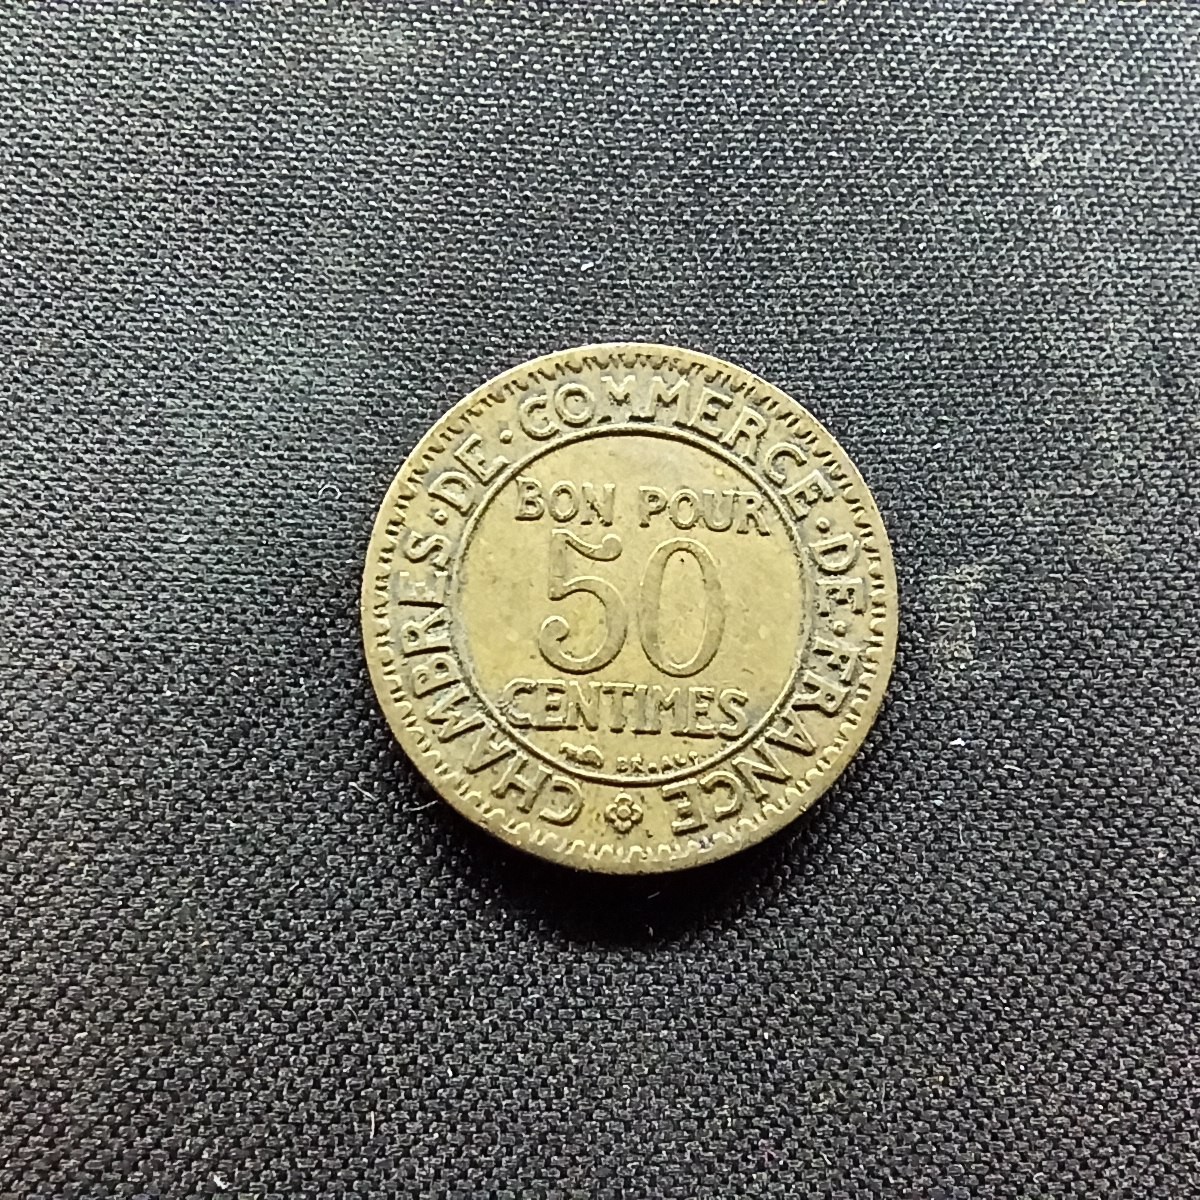 CHAMBRES·DE·COMMERCE·DE·FRANCE
BON POUR
50
CENTIMES